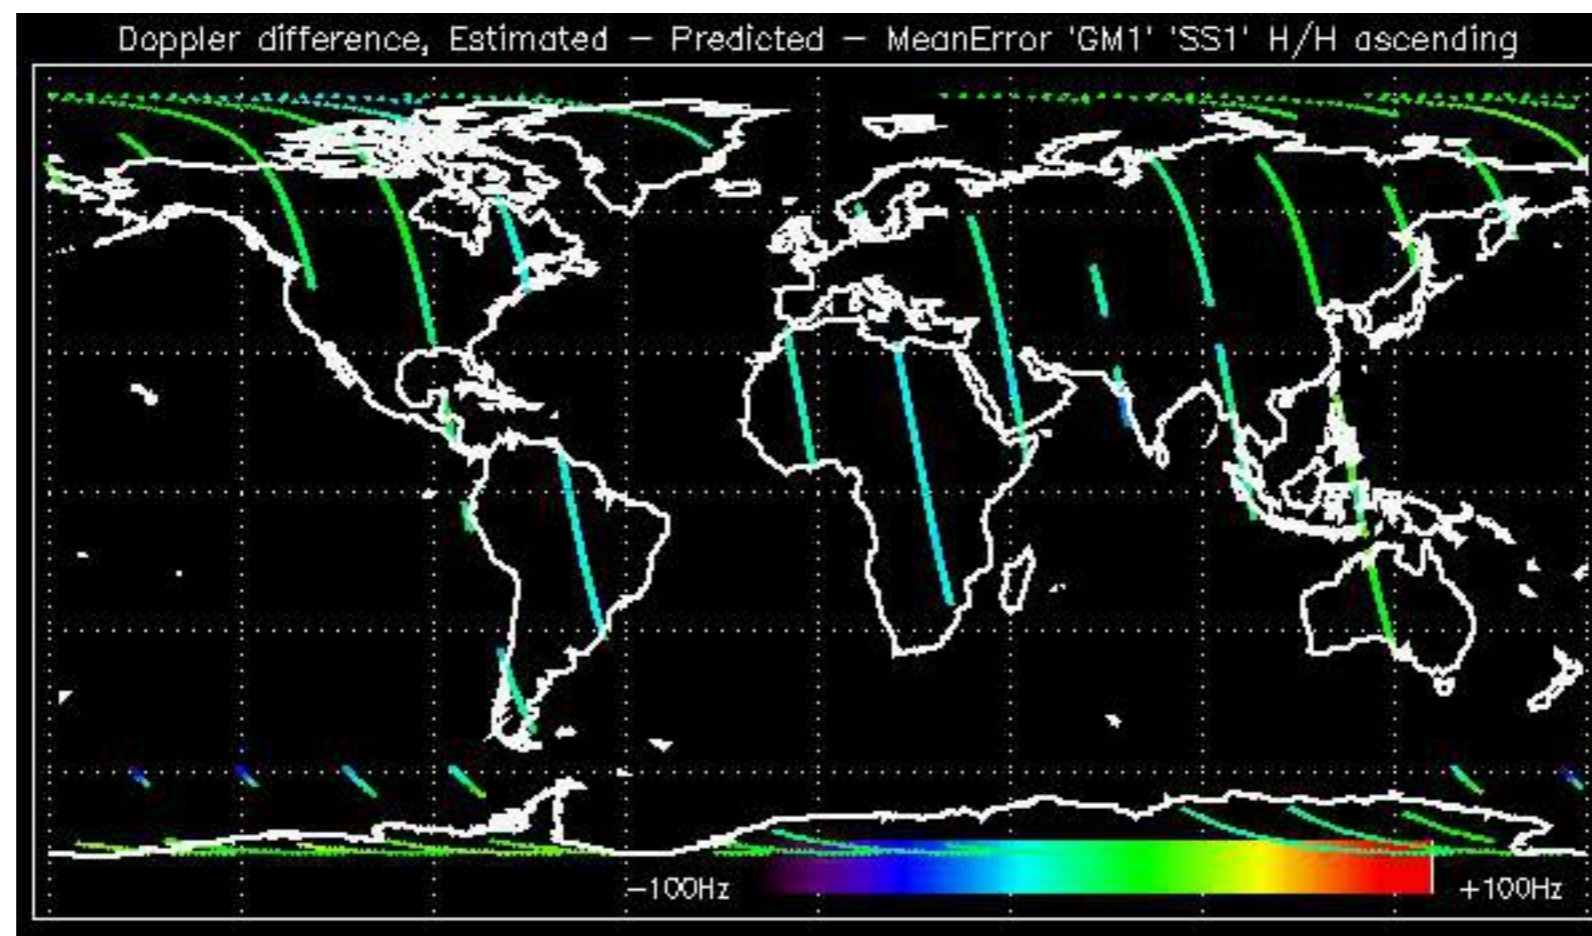 Doppler difference, Estimated – Predicted – MeanError 'GM1' 'SS1' H/H ascending
–100Hz
+100Hz